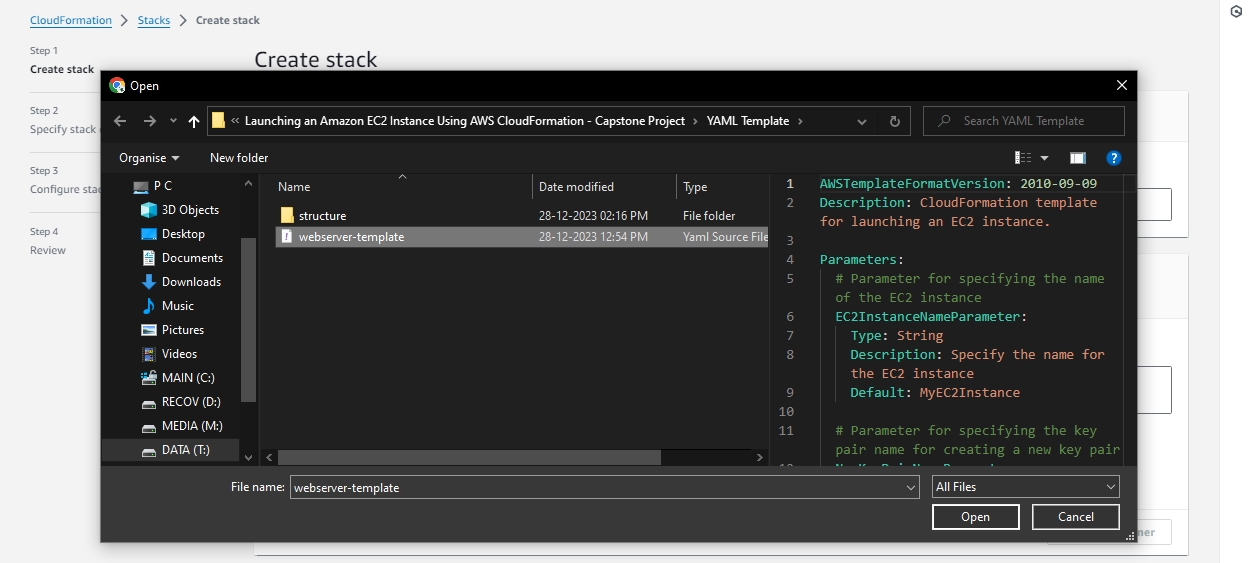 CloudFormation > Stacks > Create stack
Step 1
Create stack
Step 2
Specify stack
Step 3
Configure stac
Step 4
Review
Create stack
Open
« Launching an Amazon EC2 Instance Using AWS CloudFormation - Capstone Project > YAML Template >
Search YAML Template
Organise
New folder
P C
3D Objects
Desktop
Documents
Downloads
Music
Pictures
Videos
MAIN (C:)
RECOV (D:)
MEDIA (M:)
DATA (T:)
Name Date modified Type
structure 28-12-2023 02:16 PM File folder
webserver-template 28-12-2023 12:54 PM Yaml Source File
1 AWSTemplateFormatVersion: 2010-09-09
2 Description: CloudFormation template
for launching an EC2 instance.
3
4 Parameters:
5 # Parameter for specifying the name
of the EC2 instance
6 EC2InstanceNameParameter:
7 Type: String
8 Description: Specify the name for
the EC2 instance
9 Default: MyEC2Instance
10
11 # Parameter for specifying the key
pair name for creating a new key pair
File name: webserver-template
All Files
Open
Cancel
ner